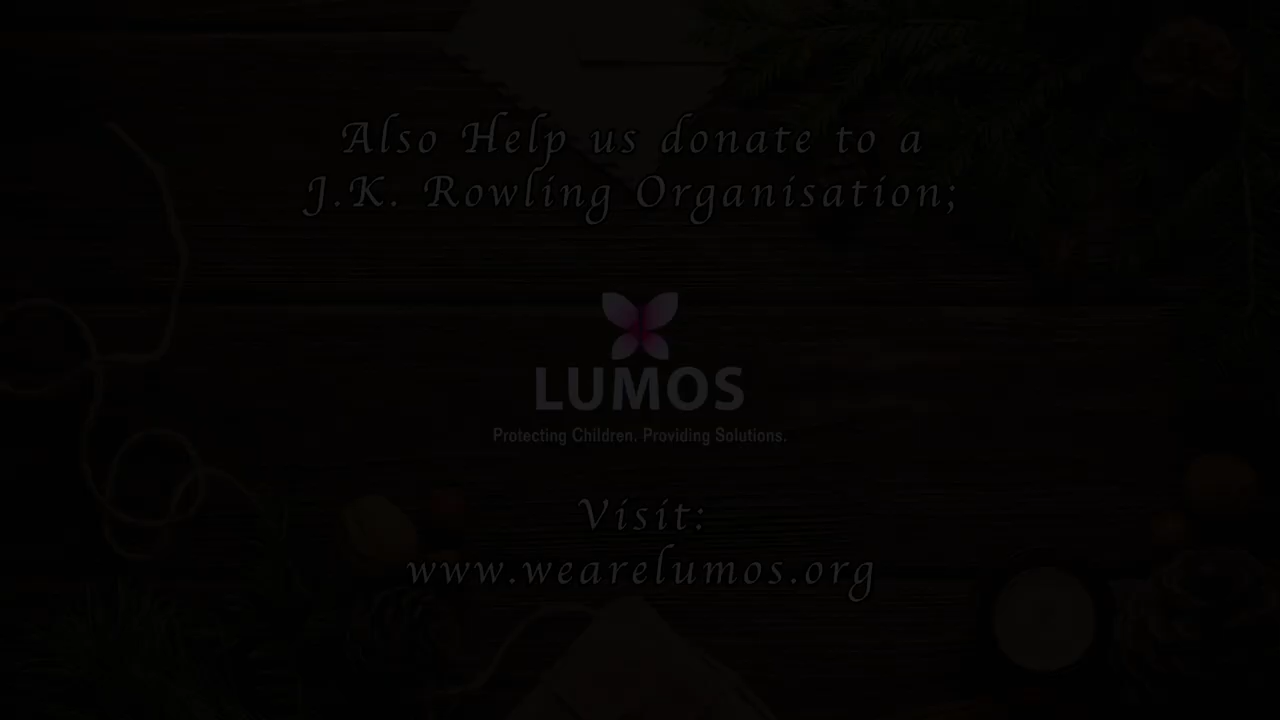 Also Help us donate to a
J.K. Rowling Organisation;
LUMOS
Protecting Children. Providing Solutions.
Visit:
www.wearelumos.org